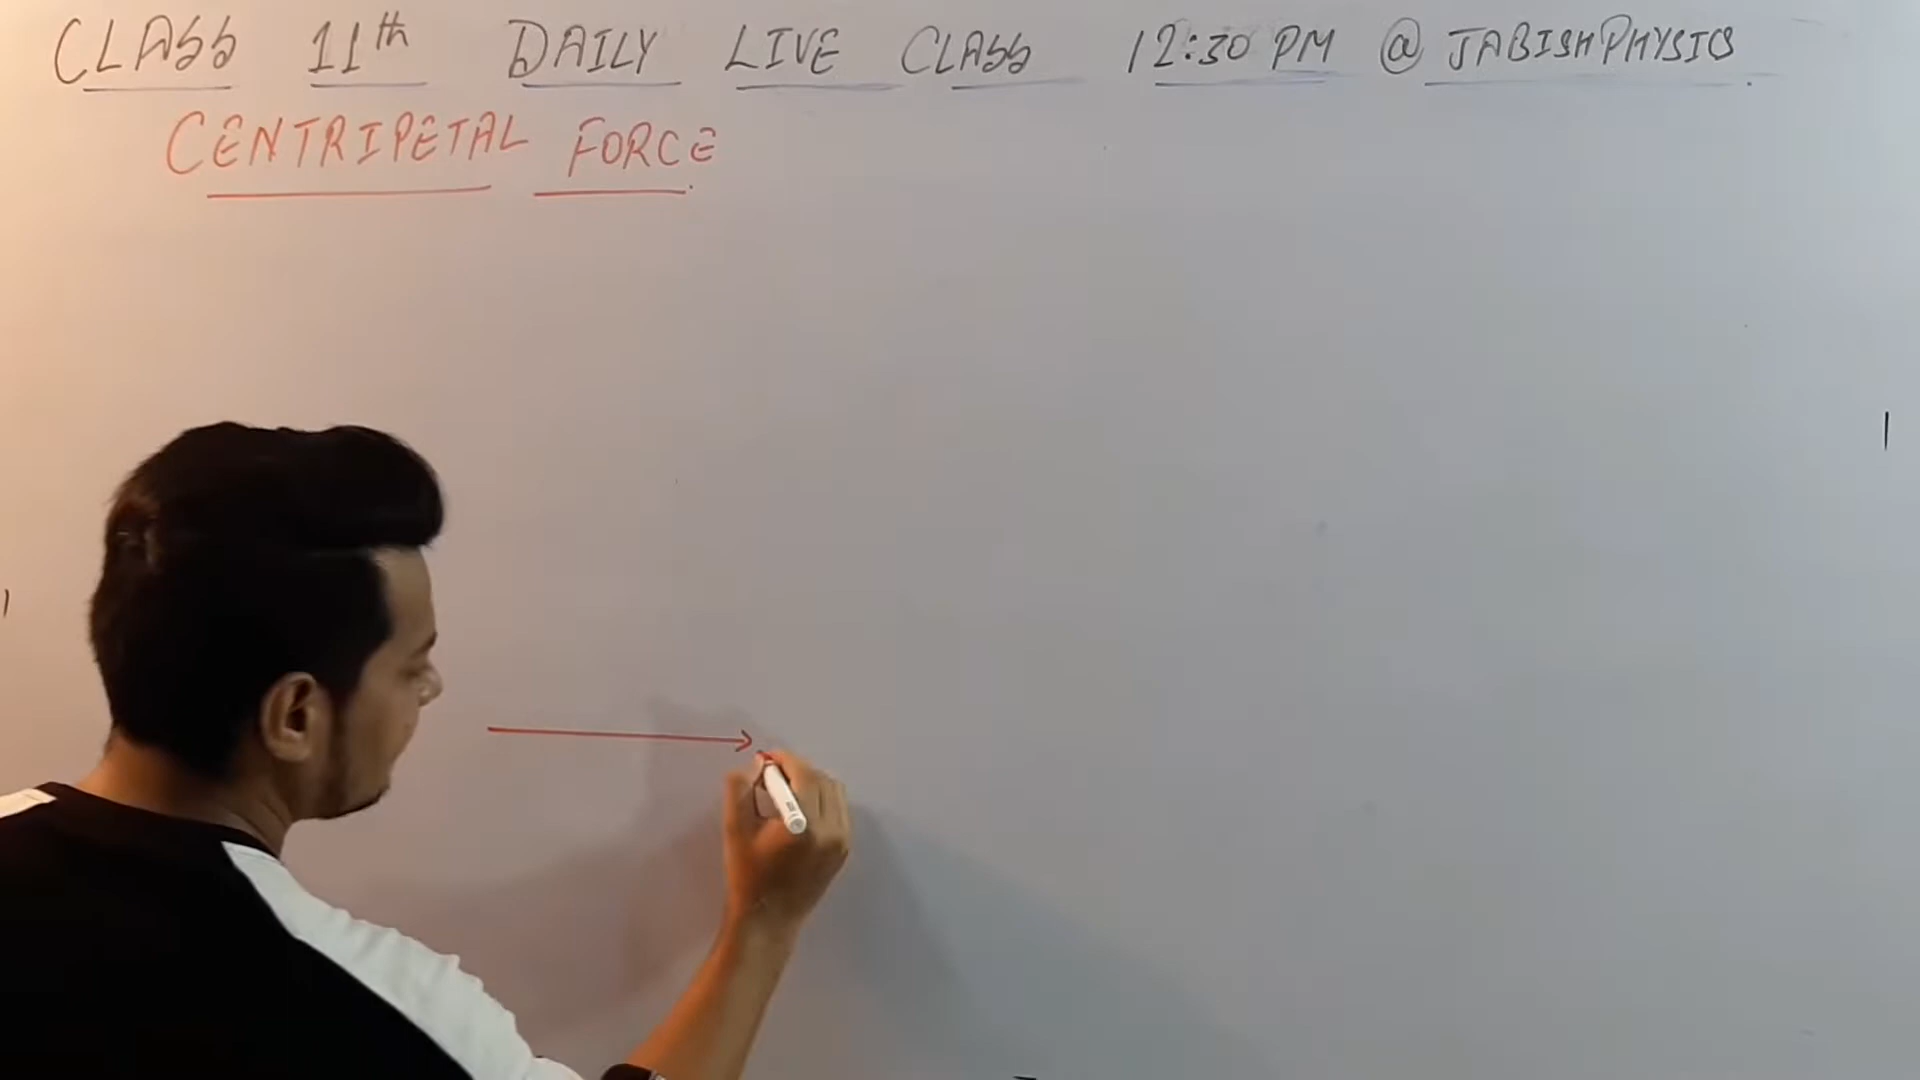 CLASS 11th DAILY LIVE CLASS 12:30 PM @ JABISHPHYSICS.
CENTRIPETAL FORCE